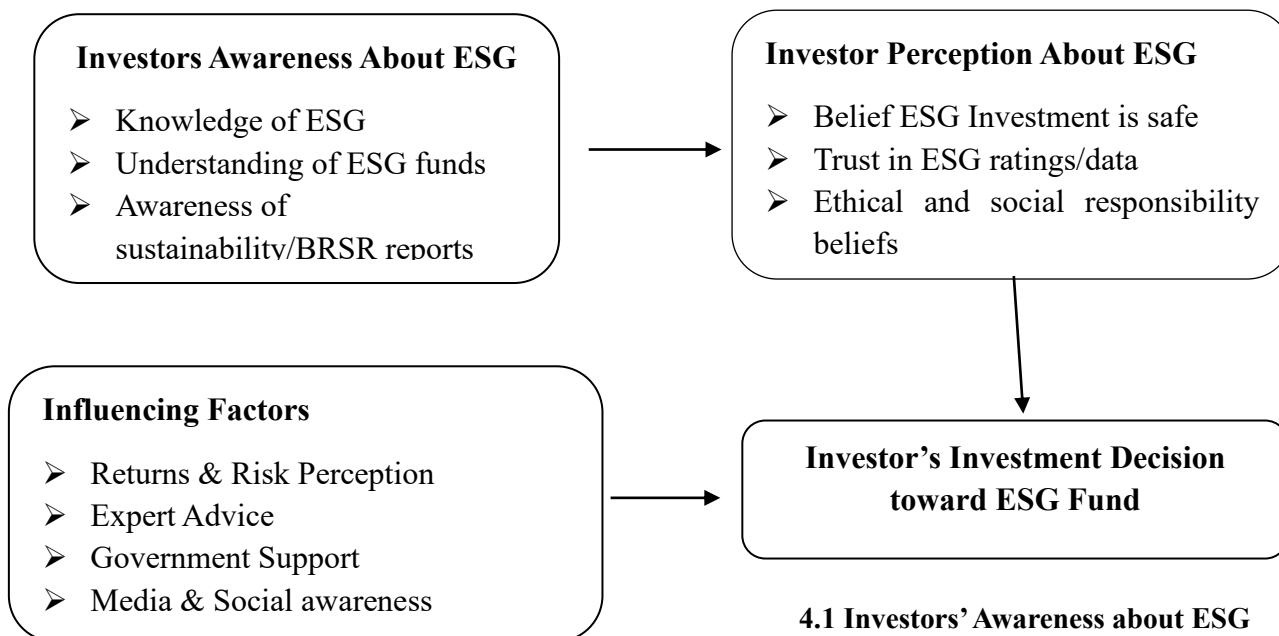 Investors Awareness About ESG
➢ Knowledge of ESG
➢ Understanding of ESG funds
➢ Awareness of
sustainability/BRSR reports
Investor Perception About ESG
➢ Belief ESG Investment is safe
➢ Trust in ESG ratings/data
➢ Ethical and social responsibility
beliefs
Influencing Factors
➢ Returns & Risk Perception
➢ Expert Advice
➢ Government Support
➢ Media & Social awareness
Investor’s Investment Decision
toward ESG Fund
4.1 Investors’ Awareness about ESG